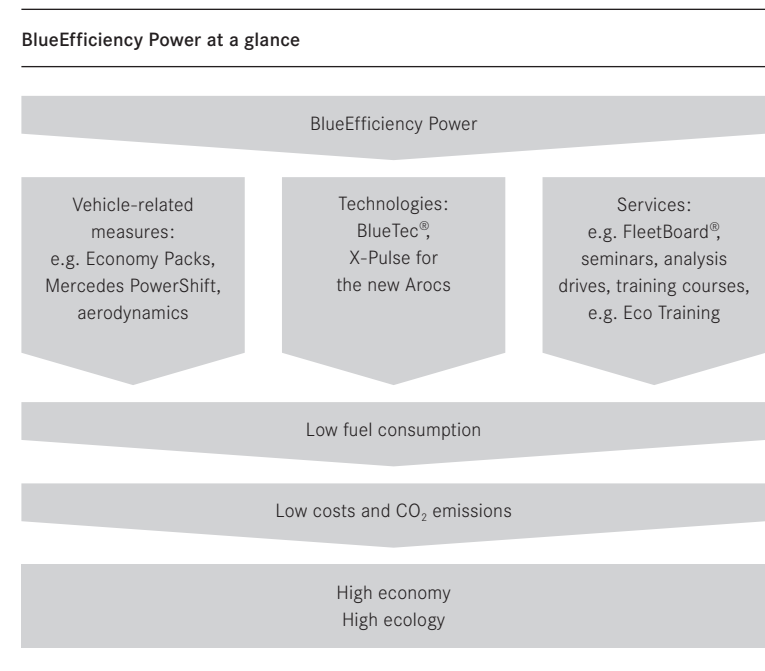 BlueEfficiency Power at a glance
BlueEfficiency Power
Vehicle-related
measures:
e.g. Economy Packs,
Mercedes PowerShift,
aerodynamics
Technologies:
BlueTec®,
X-Pulse for
the new Arocs
Services:
e.g. FleetBoard®,
seminars, analysis
drives, training courses,
e.g. Eco Training
Low fuel consumption
Low costs and CO₂ emissions
High economy
High ecology